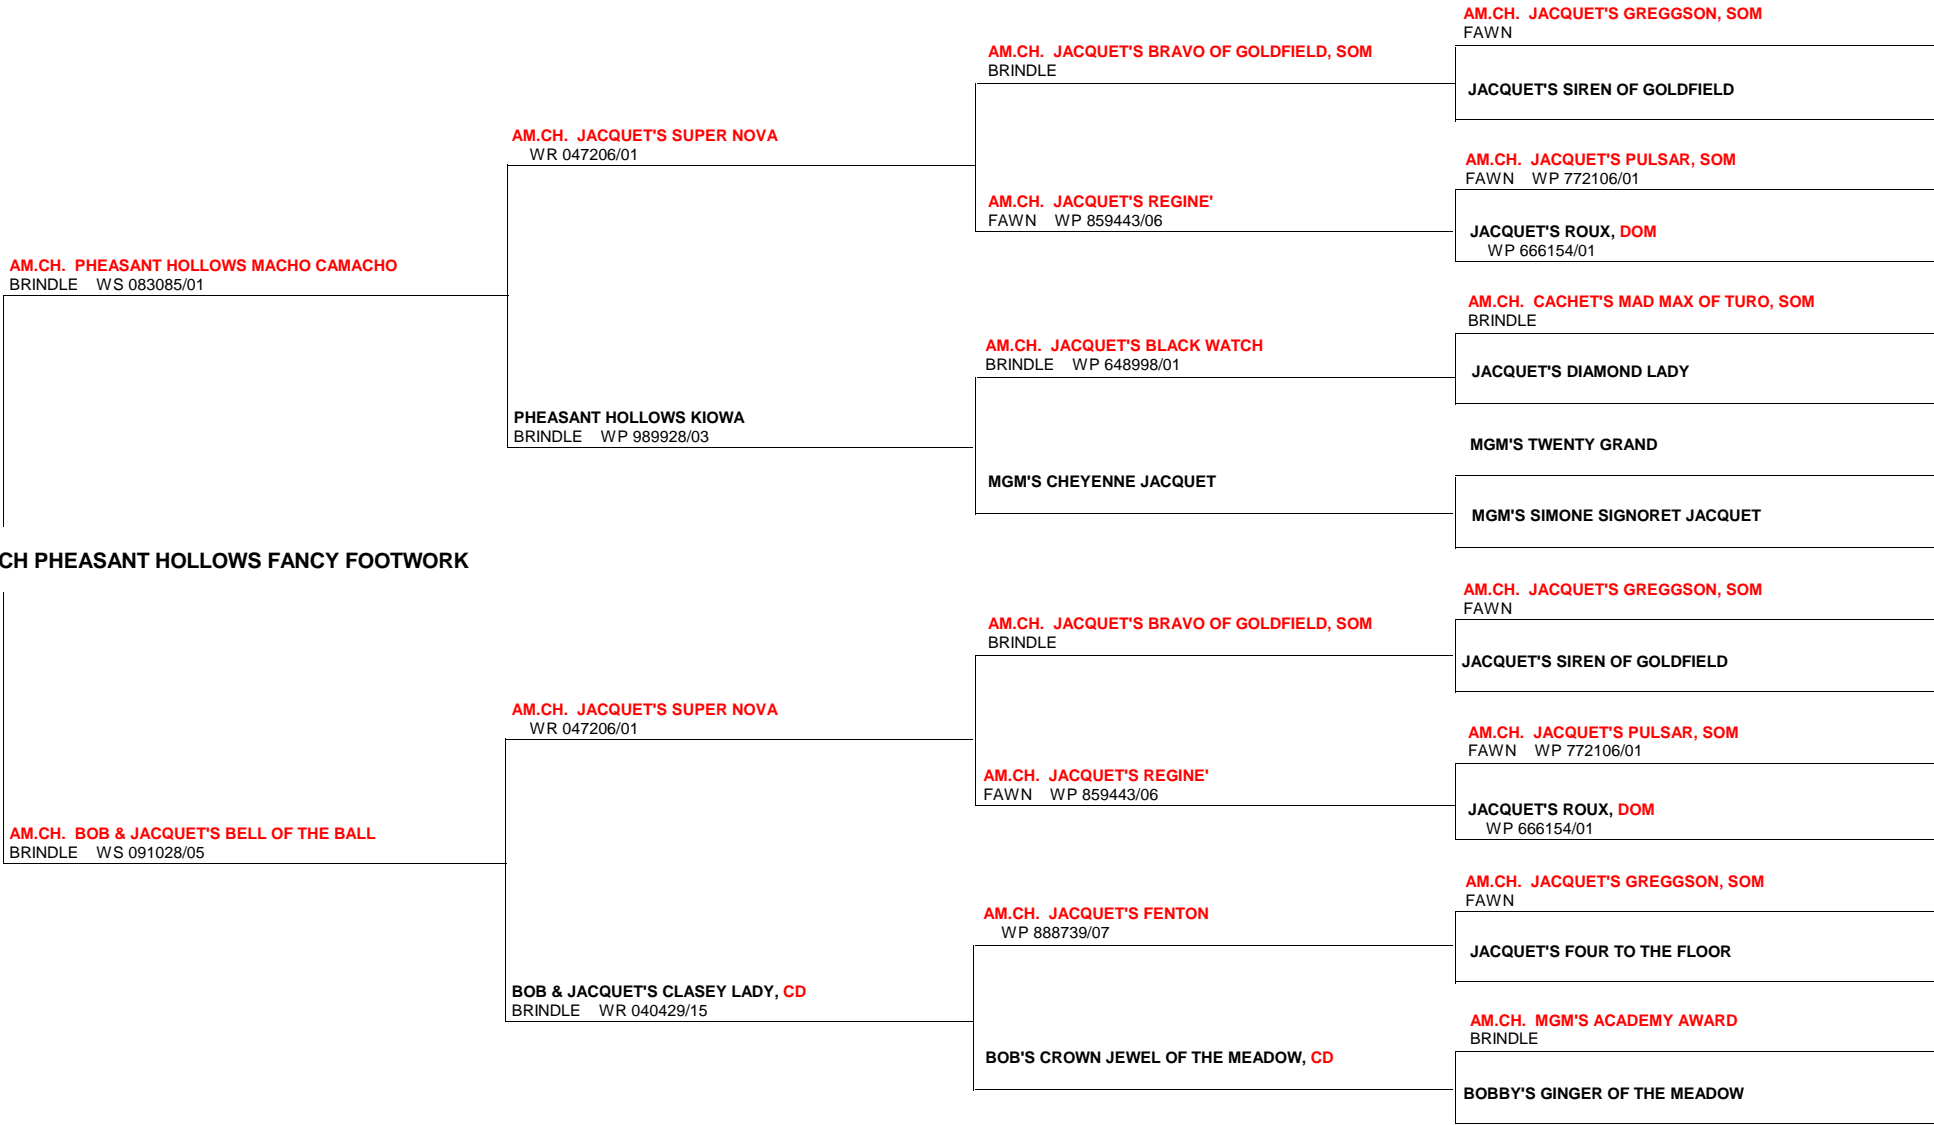 AM.CH. JACQUET'S GREGGSON, SOM
FAWN
AM.CH. JACQUET'S BRAVO OF GOLDFIELD, SOM
BRINDLE
JACQUET'S SIREN OF GOLDFIELD
AM.CH. JACQUET'S SUPER NOVA
WR 047206/01
AM.CH. JACQUET'S PULSAR, SOM
FAWN WP 772106/01
AM.CH. JACQUET'S REGINE'
FAWN WP 859443/06
JACQUET'S ROUX, DOM
WP 666154/01
AM.CH. PHEASANT HOLLOWS MACHO CAMACHO
BRINDLE WS 083085/01
AM.CH. CACHET'S MAD MAX OF TURO, SOM
BRINDLE
AM.CH. JACQUET'S BLACK WATCH
BRINDLE WP 648998/01
JACQUET'S DIAMOND LADY
PHEASANT HOLLOWS KIOWA
BRINDLE WP 989928/03
MGM'S TWENTY GRAND
MGM'S CHEYENNE JACQUET
MGM'S SIMONE SIGNORET JACQUET
CH PHEASANT HOLLOWS FANCY FOOTWORK
AM.CH. JACQUET'S GREGGSON, SOM
FAWN
AM.CH. JACQUET'S BRAVO OF GOLDFIELD, SOM
BRINDLE
JACQUET'S SIREN OF GOLDFIELD
AM.CH. JACQUET'S SUPER NOVA
WR 047206/01
AM.CH. JACQUET'S PULSAR, SOM
FAWN WP 772106/01
AM.CH. JACQUET'S REGINE'
FAWN WP 859443/06
JACQUET'S ROUX, DOM
WP 666154/01
AM.CH. BOB & JACQUET'S BELL OF THE BALL
BRINDLE WS 091028/05
AM.CH. JACQUET'S GREGGSON, SOM
FAWN
AM.CH. JACQUET'S FENTON
WP 888739/07
JACQUET'S FOUR TO THE FLOOR
BOB & JACQUET'S CLASEY LADY, CD
BRINDLE WR 040429/15
AM.CH. MGM'S ACADEMY AWARD
BRINDLE
BOB'S CROWN JEWEL OF THE MEADOW, CD
BOBBY'S GINGER OF THE MEADOW